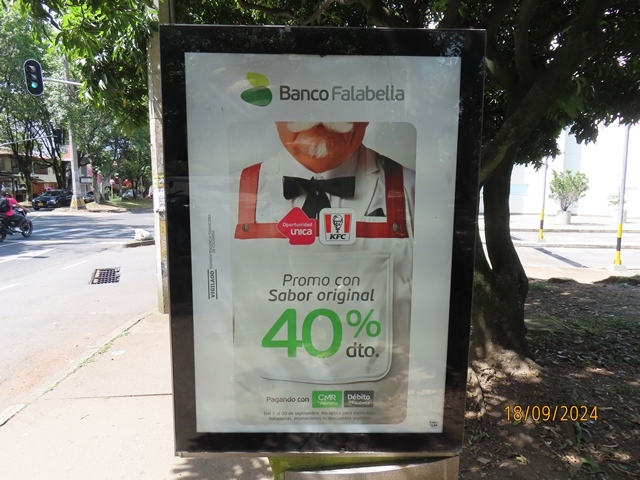 Banco Falabella
Oportunidad
única
KFC
Promo con
Sabor original
40%
dto.
Pagando con CMR Débito
VIGILADO
18/09/2024